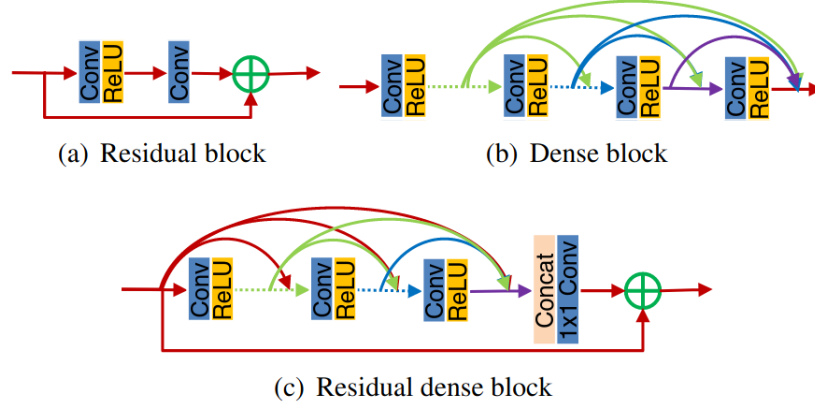 Conv
ReLU
Conv
(a) Residual block
Conv
ReLU
Conv
ReLU
Conv
ReLU
Conv
ReLU
(b) Dense block
Conv
ReLU
Conv
ReLU
Conv
ReLU
Concat
1x1 Conv
(c) Residual dense block